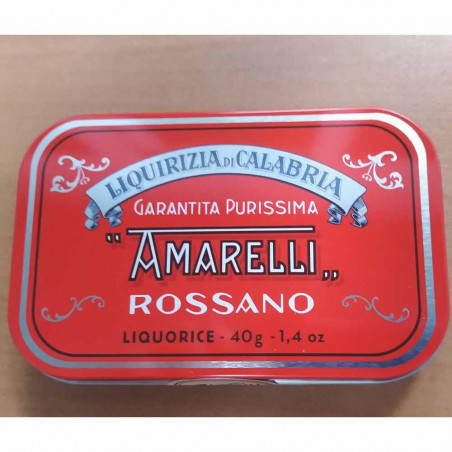 LIQUIRIZIA DI CALABRIA
GARANTITA PURISSIMA
"AMARELLI„
ROSSANO
LIQUORICE - 40g - 1,4 oz